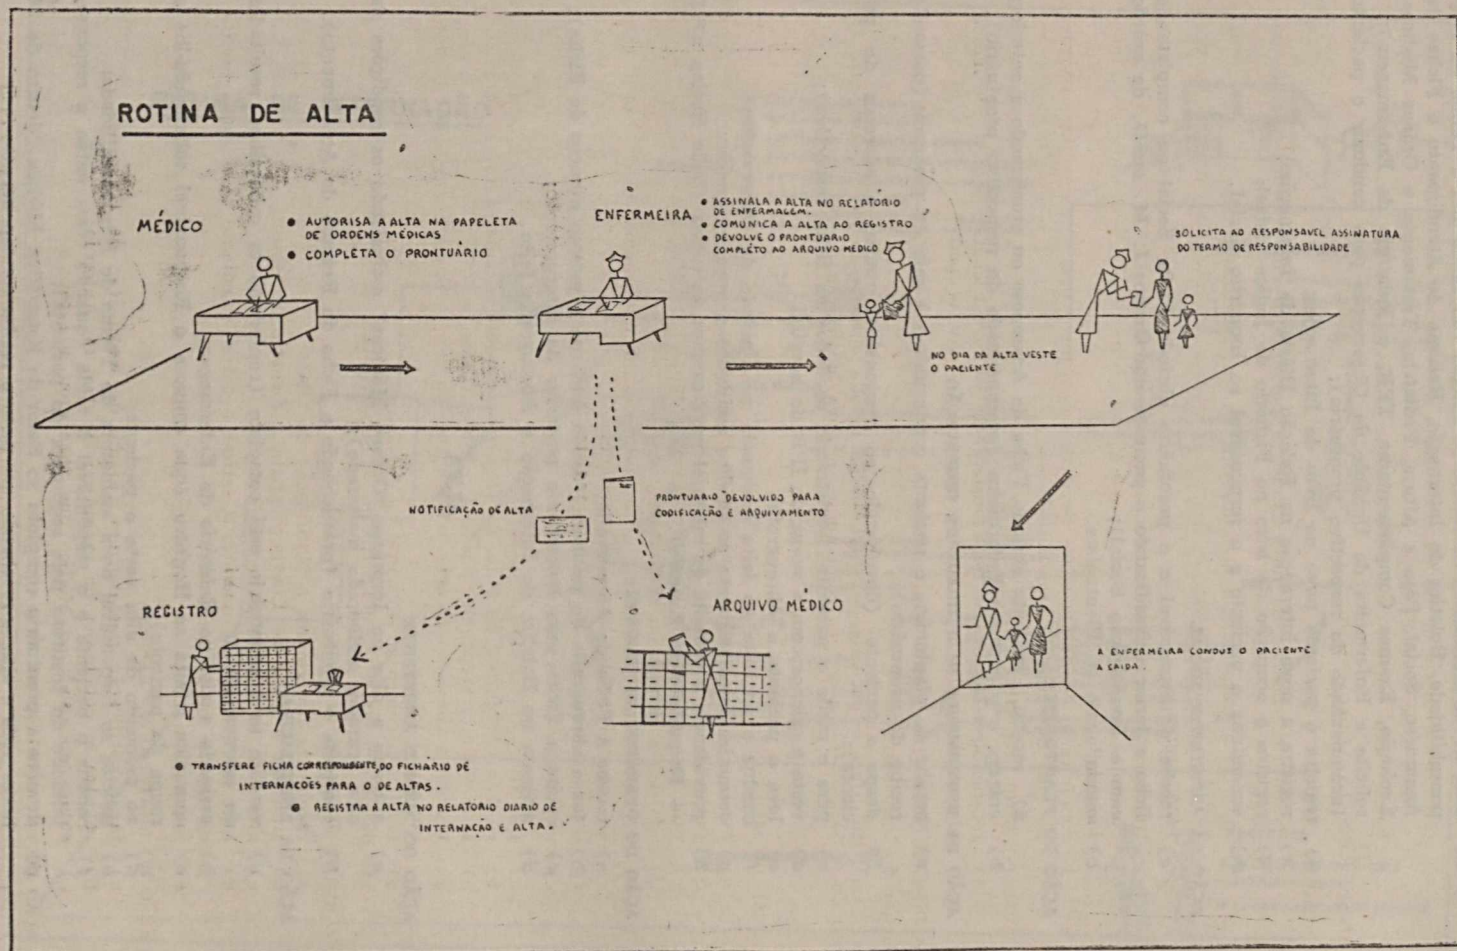 ROTINA DE ALTA
MÉDICO
● AUTORISA A ALTA NA PAPELETA
DE ORDENS MÉDICAS
● COMPLETA O PRONTUÁRIO
ENFERMEIRA
● ASSINALA A ALTA NO RELATÓRIO
DE ENFERMAGEM.
● COMUNICA A ALTA AO REGISTRO
● DEVOLVE O PRONTUARIO
COMPLÉTO AO ARQUIVO MEDICO
NO DIA DA ALTA VESTE
O PACIENTE
SOLICITA AO RESPONSAVEL ASSINATURA
DO TERMO DE RESPONSABILIDADE
NOTIFICAÇÃO DE ALTA
PRONTUARIO DEVOLVIDO PARA
CODIFICAÇÃO E ARQUIVAMENTO
REGISTRO
● TRANSFERE FICHA CORRESPONDENTE, DO FICHÁRIO DE
INTERNAÇÕES PARA O DE ALTAS.
● REGISTRA A ALTA NO RELATORIO DIARIO DE
INTERNAÇÃO E ALTA.
ARQUIVO MÉDICO
A ENFERMEIRA CONDUZ O PACIENTE
A SAIDA.